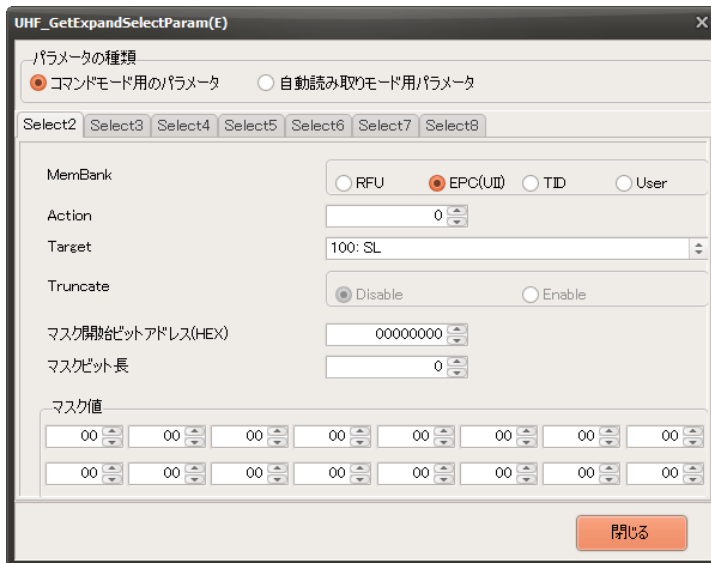 UHF_GetExpandSelectParam(E)
パラメータの種類
コマンドモード用のパラメータ 自動読み取りモード用パラメータ
Select2 Select3 Select4 Select5 Select6 Select7 Select8
MemBank RFU EPC(UII) TID User
Action 0
Target 100: SL
Truncate Disable Enable
マスク開始ビットアドレス(HEX) 00000000
マスクビット長 0
マスク値
00 00 00 00 00 00 00 00
00 00 00 00 00 00 00 00
閉じる